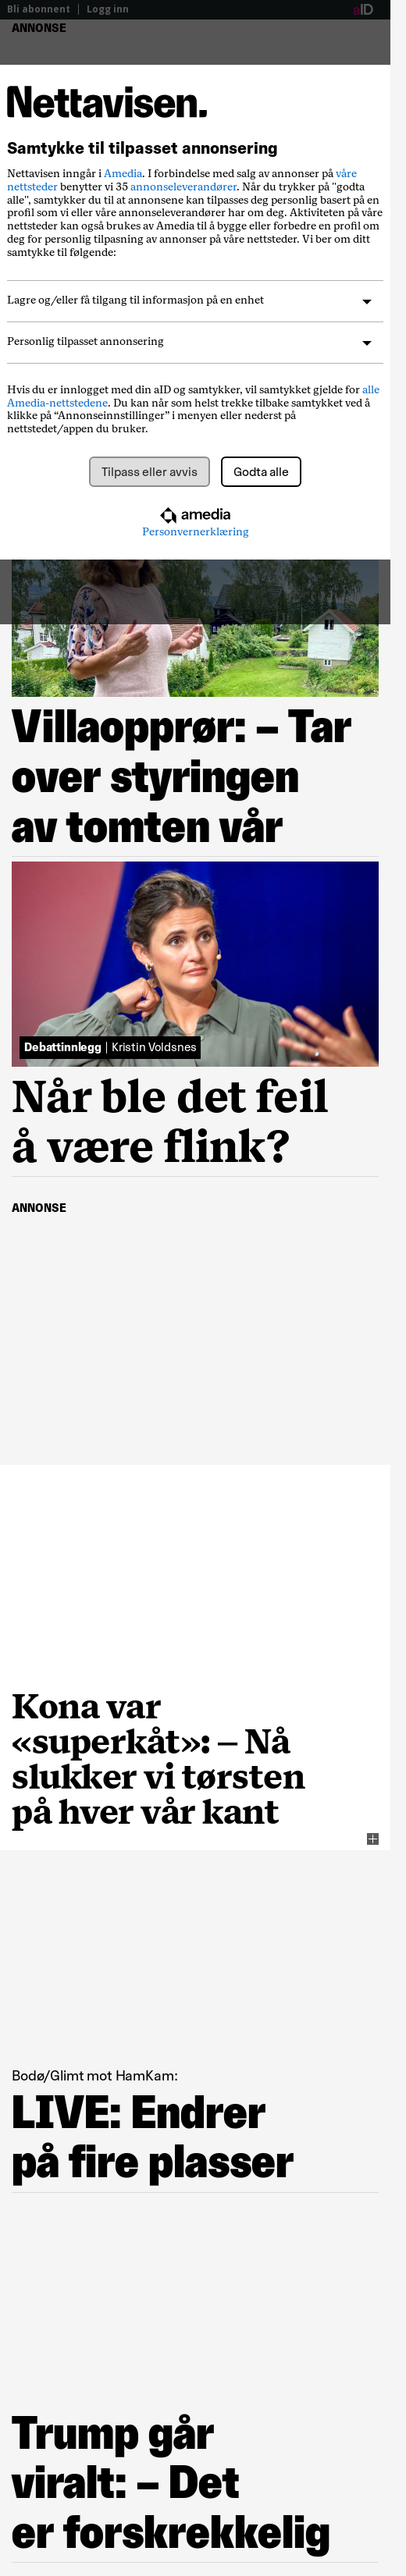 Bli abonnent | Logg inn aID
ANNONSE
Nettavisen.
Samtykke til tilpasset annonsering
Nettavisen inngår i Amedia. I forbindelse med salg av annonser på våre
nettsteder benytter vi 35 annonseleverandører. Når du trykker på "godta
alle", samtykker du til at annonsene kan tilpasses deg personlig basert på en
profil som vi eller våre annonseleverandører har om deg. Aktiviteten på våre
nettsteder kan også brukes av Amedia til å bygge eller forbedre en profil om
deg for personlig tilpasning av annonser på våre nettsteder. Vi ber om ditt
samtykke til følgende:
Lagre og/eller få tilgang til informasjon på en enhet
Personlig tilpasset annonsering
Hvis du er innlogget med din aID og samtykker, vil samtykket gjelde for alle
Amedia-nettstedene. Du kan når som helst trekke tilbake samtykket ved å
klikke på “Annonseinnstillinger” i menyen eller nederst på
nettstedet/appen du bruker.
Tilpass eller avvis Godta alle
amedia
Personvernerklæring
Villaopprør: – Tar
over styringen
av tomten vår
Debattinnlegg | Kristin Voldsnes
Når ble det feil
å være flink?
ANNONSE
Kona var
«superkåt»: – Nå
slukker vi tørsten
på hver vår kant
Bodø/Glimt mot HamKam:
LIVE: Endrer
på fire plasser
Trump går
viralt: – Det
er forskrekkelig